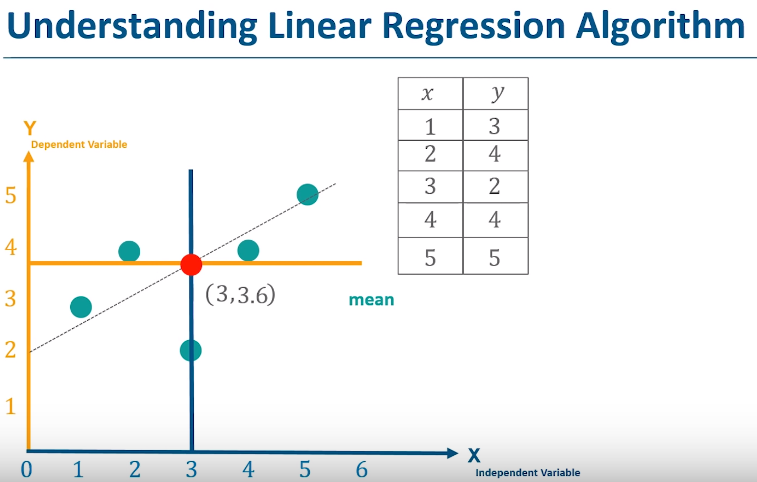 Understanding Linear Regression Algorithm
x y
1 3
2 4
3 2
4 4
5 5
Y
Dependent Variable
5
4
3
2
1
(3,3.6)
mean
0 1 2 3 4 5 6
X
Independent Variable